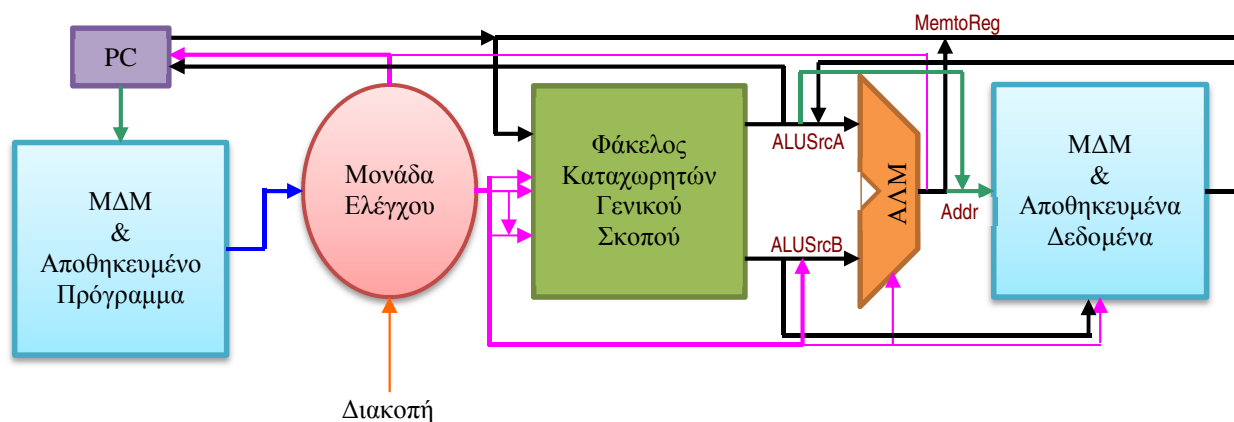 MemtoReg
PC
Μονάδα
Ελέγχου
Φάκελος
Καταχωρητών
Γενικού
Σκοπού
ALUSrcA
ALUSrcB
ΑΛΜ
Addr
ΜΔΜ
&
Αποθηκευμένα
Δεδομένα
ΜΔΜ
&
Αποθηκευμένο
Πρόγραμμα
Διακοπή